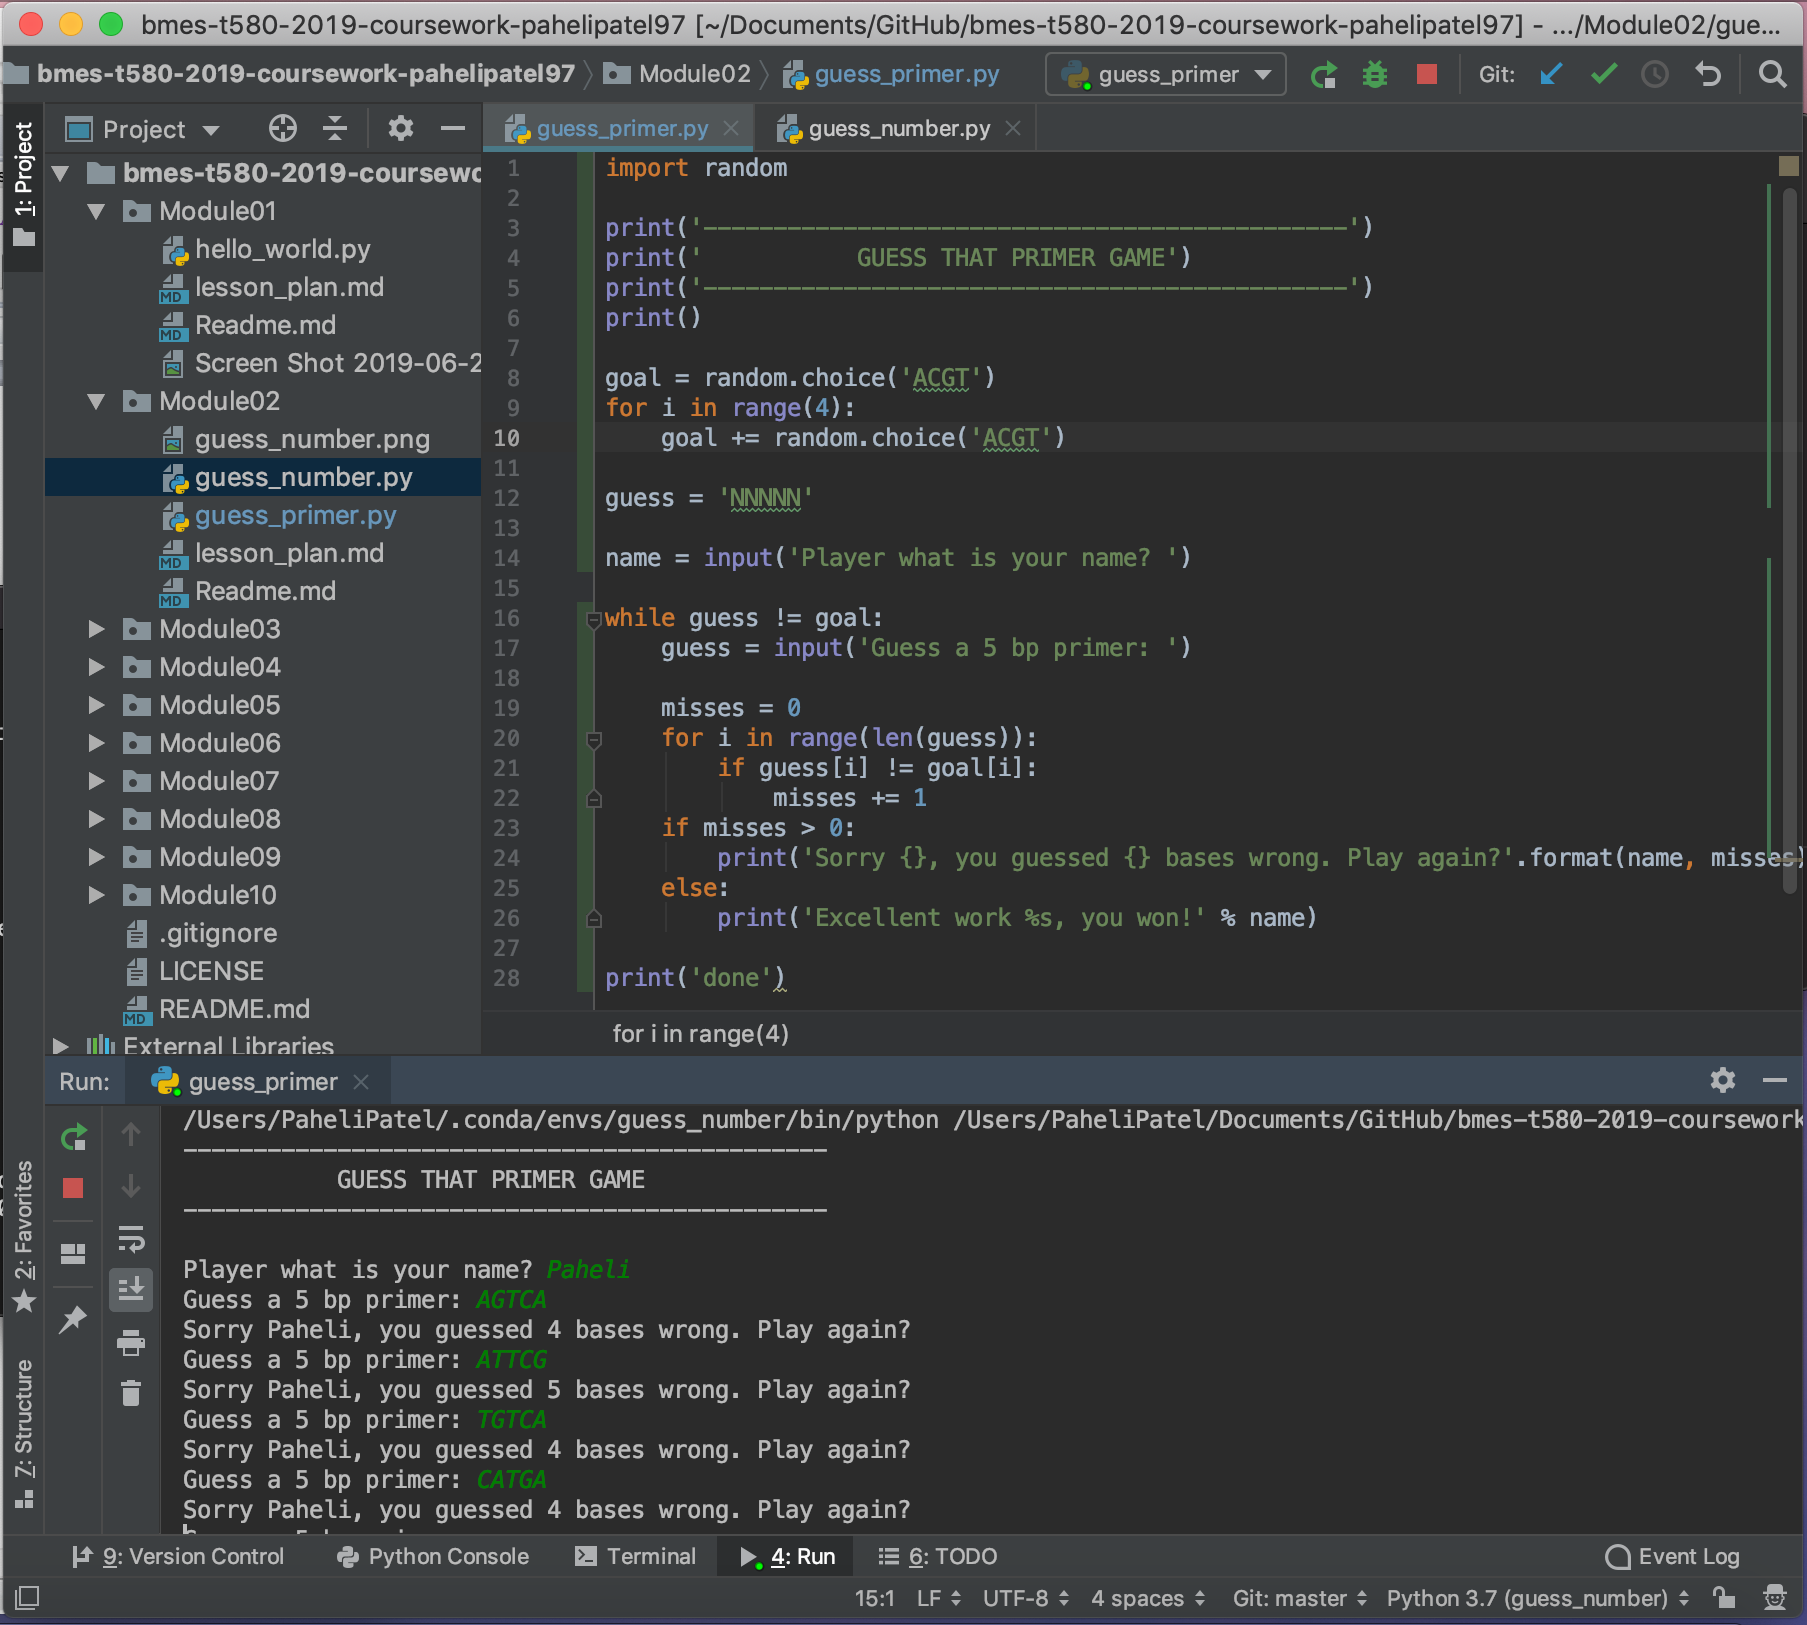 bmes-t580-2019-coursework-pahelipatel97 [~/Documents/GitHub/bmes-t580-2019-coursework-pahelipatel97] - .../Module02/gue...
bmes-t580-2019-coursework-pahelipatel97 Module02 guess_primer.py guess_primer Git:
1: Project
Project
guess_primer.py guess_number.py
bmes-t580-2019-coursewo
Module01
hello_world.py
lesson_plan.md
Readme.md
Screen Shot 2019-06-2
Module02
guess_number.png
guess_number.py
guess_primer.py
lesson_plan.md
Readme.md
Module03
Module04
Module05
Module06
Module07
Module08
Module09
Module10
.gitignore
LICENSE
README.md
External Libraries
1 import random
2
3 print('----------------------------------------------')
4 print('           GUESS THAT PRIMER GAME')
5 print('----------------------------------------------')
6 print()
7
8 goal = random.choice('ACGT')
9 for i in range(4):
10     goal += random.choice('ACGT')
11
12 guess = 'NNNNN'
13
14 name = input('Player what is your name? ')
15
16 while guess != goal:
17     guess = input('Guess a 5 bp primer: ')
18
19     misses = 0
20     for i in range(len(guess)):
21         if guess[i] != goal[i]:
22             misses += 1
23     if misses > 0:
24         print('Sorry {}, you guessed {} bases wrong. Play again?'.format(name, misses)
25     else:
26         print('Excellent work %s, you won!' % name)
27
28 print('done')
for i in range(4)
Run: guess_primer
/Users/PaheliPatel/.conda/envs/guess_number/bin/python /Users/PaheliPatel/Documents/GitHub/bmes-t580-2019-coursework
----------------------------------------------
           GUESS THAT PRIMER GAME
----------------------------------------------
Player what is your name? Paheli
Guess a 5 bp primer: AGTCA
Sorry Paheli, you guessed 4 bases wrong. Play again?
Guess a 5 bp primer: ATTCG
Sorry Paheli, you guessed 5 bases wrong. Play again?
Guess a 5 bp primer: TGTCA
Sorry Paheli, you guessed 4 bases wrong. Play again?
Guess a 5 bp primer: CATGA
Sorry Paheli, you guessed 4 bases wrong. Play again?
2: Favorites
7: Structure
9: Version Control Python Console Terminal 4: Run 6: TODO Event Log
15:1 LF UTF-8 4 spaces Git: master Python 3.7 (guess_number)